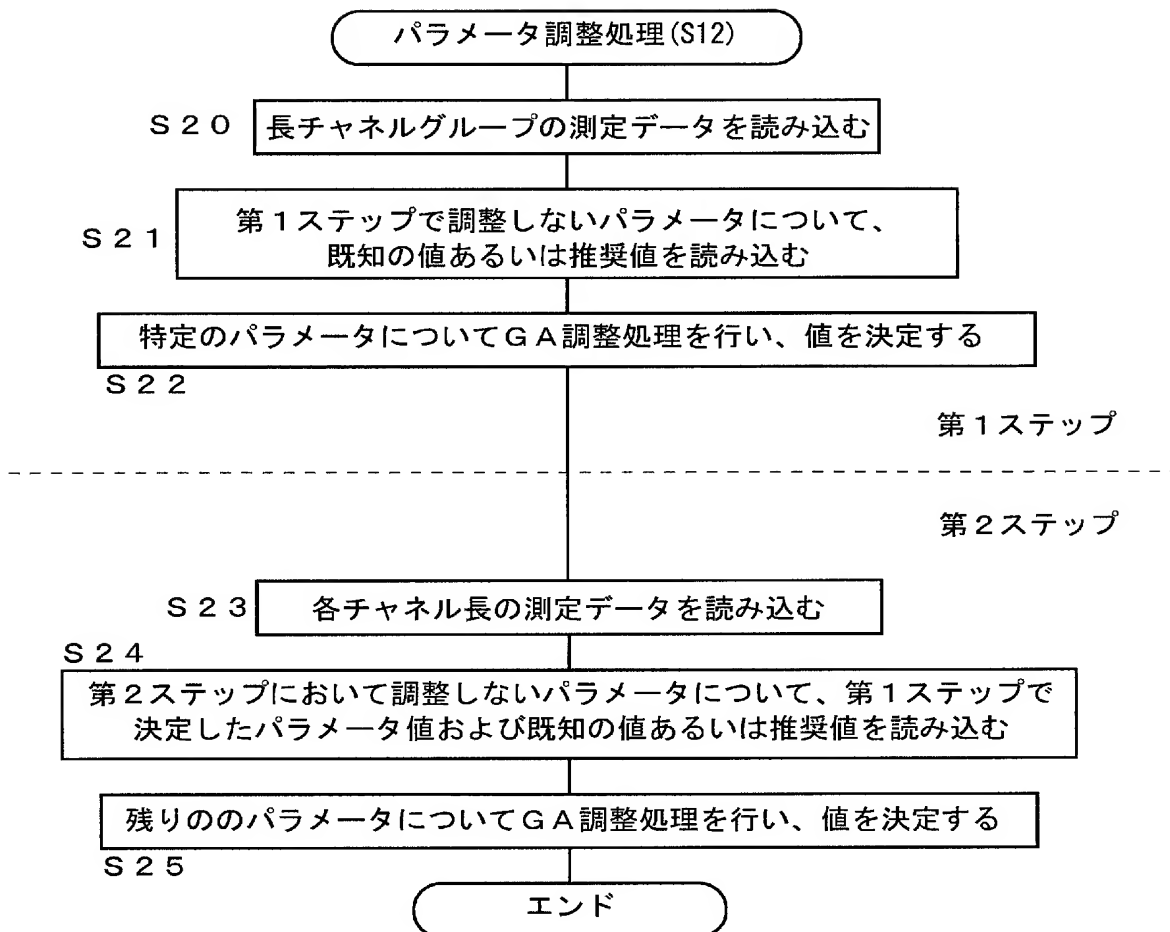 パラメータ調整処理(S12)
S20
長チャネルグループの測定データを読み込む
S21
第1ステップで調整しないパラメータについて、
既知の値あるいは推奨値を読み込む
特定のパラメータについてGA調整処理を行い、値を決定する
S22
第1ステップ
第2ステップ
S23
各チャネル長の測定データを読み込む
S24
第2ステップにおいて調整しないパラメータについて、第1ステップで
決定したパラメータ値および既知の値あるいは推奨値を読み込む
残りののパラメータについてGA調整処理を行い、値を決定する
S25
エンド